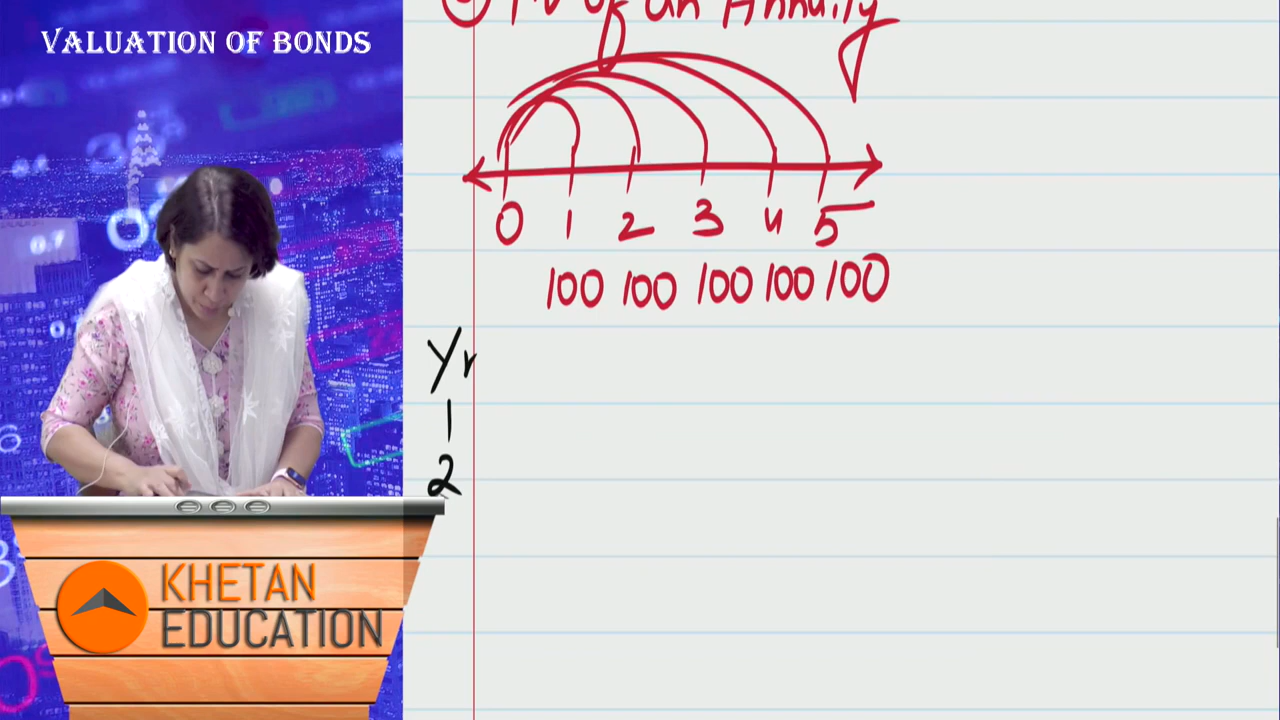 VALUATION OF BONDS
PV of an Annuity
0 1 2 3 4 5
100 100 100 100 100
Yr
1
2
KHETAN
EDUCATION